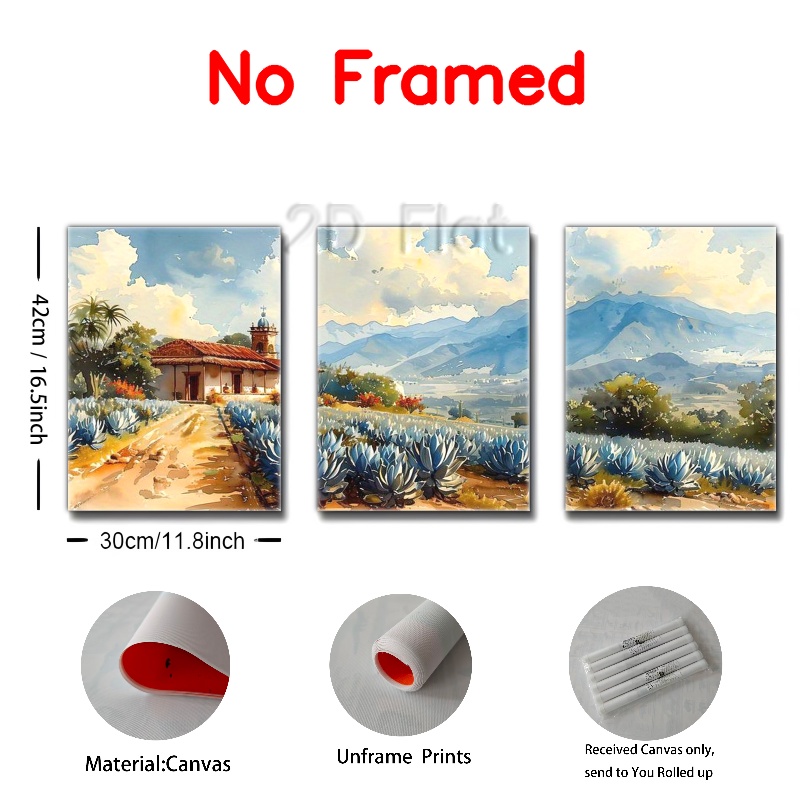 No Framed
2D Flat
42cm / 16.5inch
30cm/11.8inch
Material:Canvas
Unframe Prints
Received Canvas only,
send to You Rolled up